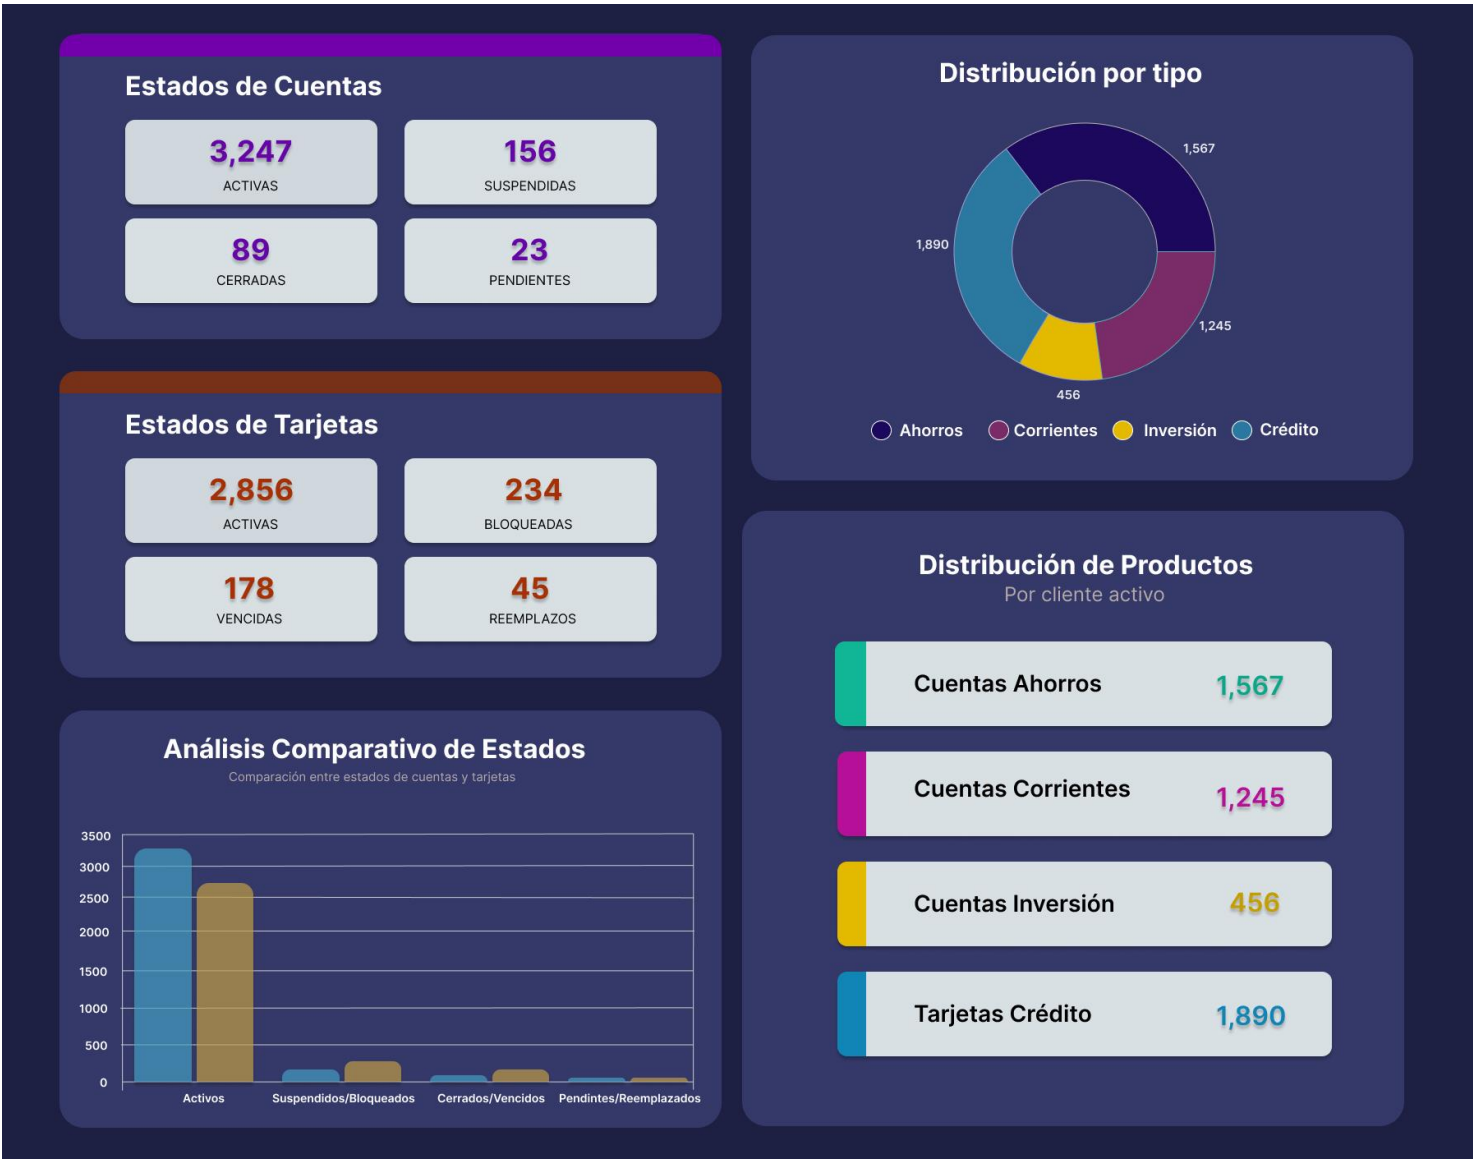 Estados de Cuentas
3,247
ACTIVAS
156
SUSPENDIDAS
89
CERRADAS
23
PENDIENTES
Estados de Tarjetas
2,856
ACTIVAS
234
BLOQUEADAS
178
VENCIDAS
45
REEMPLAZOS
Análisis Comparativo de Estados
Comparación entre estados de cuentas y tarjetas
3500
3000
2500
2000
1500
1000
500
0
Activos
Suspendidos/Bloqueados
Cerrados/Vencidos
Pendintes/Reemplazados
Distribución por tipo
1,567
1,890
1,245
456
Ahorros
Corrientes
Inversión
Crédito
Distribución de Productos
Por cliente activo
Cuentas Ahorros
1,567
Cuentas Corrientes
1,245
Cuentas Inversión
456
Tarjetas Crédito
1,890